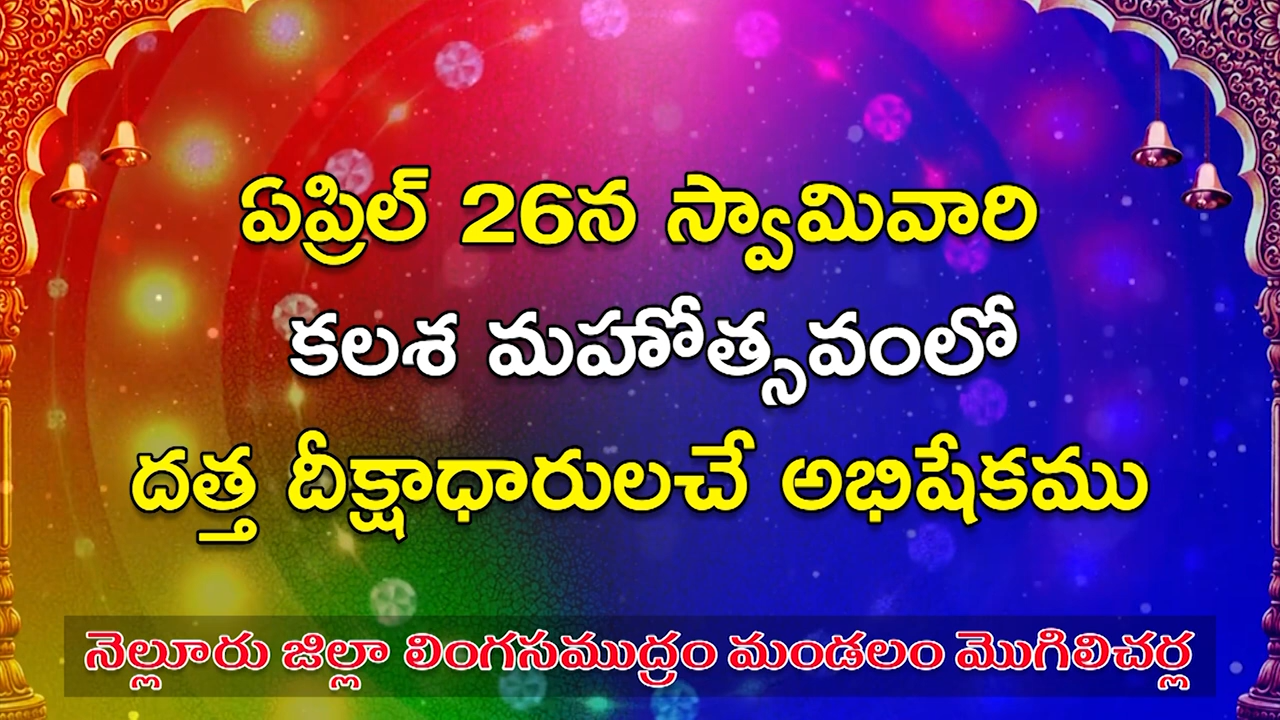 ఏప్రిల్ 26న స్వామివారి
కలశ మహోత్సవంలో
దత్త దీక్షాధారులచే అభిషేకము
నెల్లూరు జిల్లా లింగసముద్రం మండలం మొగిలిచర్ల